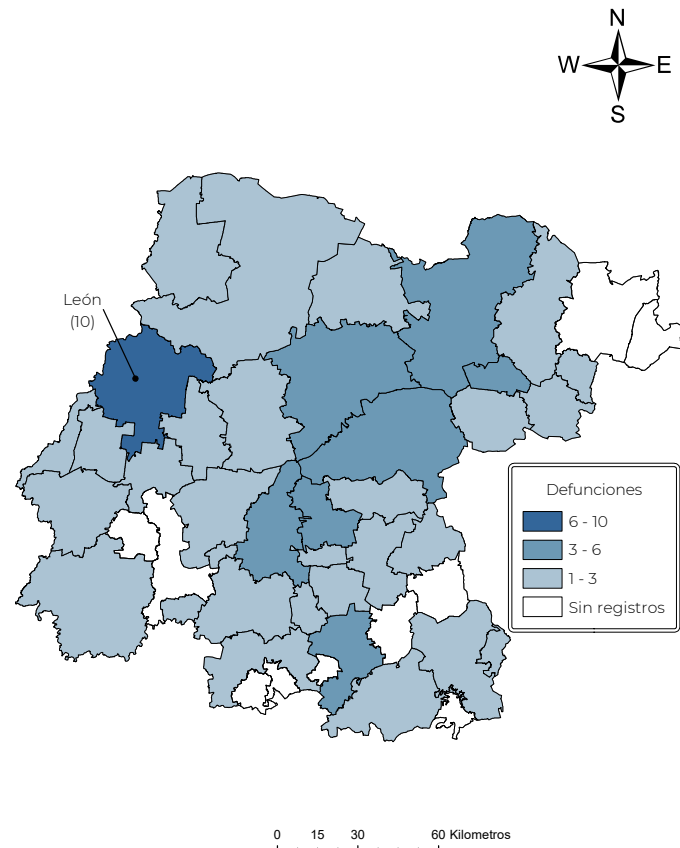 N
W E
S
León
(10)
Defunciones
6 - 10
3 - 6
1 - 3
Sin registros
0 15 30 60 Kilometros